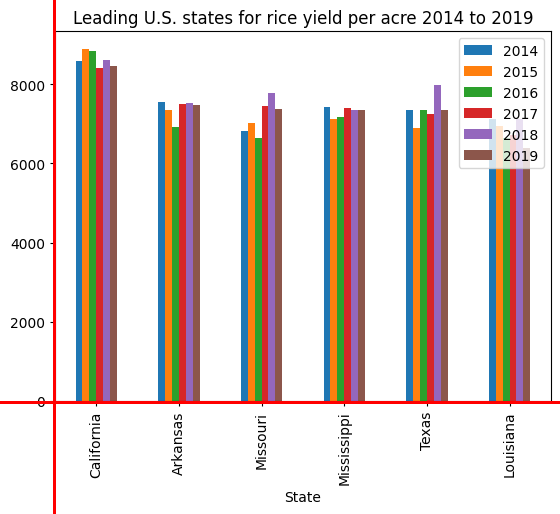 Leading U.S. states for rice yield per acre 2014 to 2019
2014
2015
2016
2017
2018
2019
8000
6000
4000
2000
0
California
Arkansas
Missouri
Mississippi
Texas
Louisiana
State